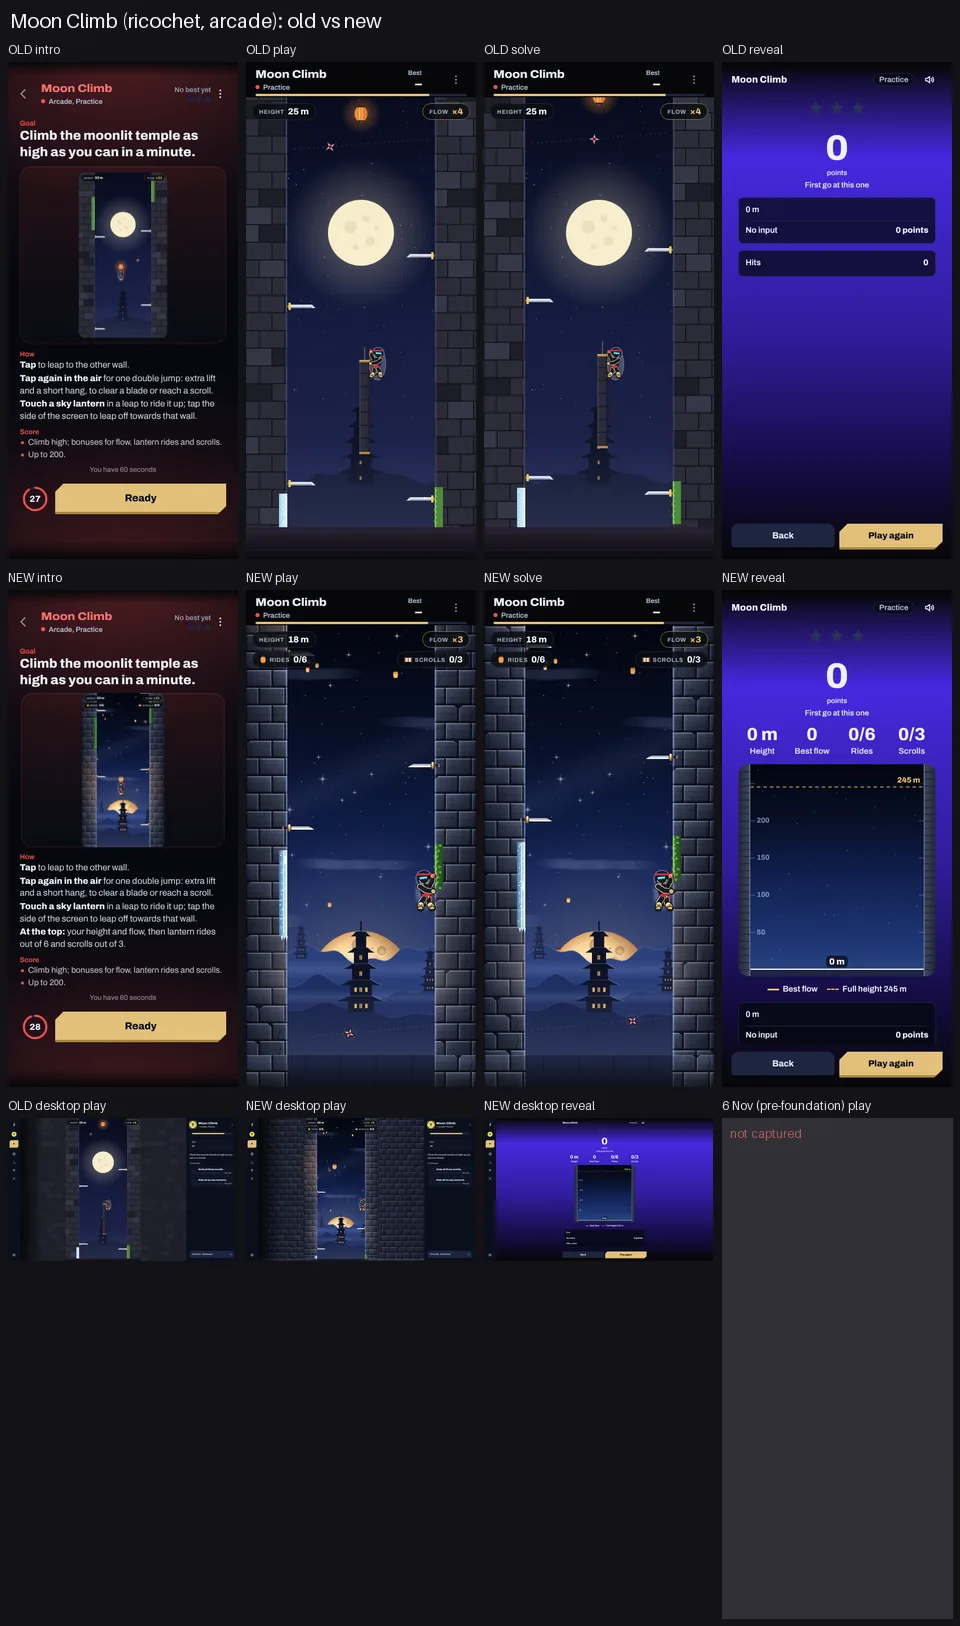 Moon Climb (ricochet, arcade): old vs new
OLD intro
OLD play
OLD solve
OLD reveal
Moon Climb
Arcade, Practice
No best yet
Goal
Climb the moonlit temple as
high as you can in a minute.
How
Tap to leap to the other wall.
Tap again in the air for one double jump: extra lift
and a short hang, to clear a blade or reach a scroll.
Touch a sky lantern in a leap to ride it up; tap the
side of the screen to leap off towards that wall.
Score
Climb high; bonuses for flow, lantern rides and scrolls.
Up to 200.
You have 60 seconds
27
Ready
Moon Climb
Practice
Best
HEIGHT 25 m
FLOW ×4
Moon Climb
Practice
Best
HEIGHT 25 m
FLOW ×4
Moon Climb
Practice
0
points
First go at this one
0 m
No input
0 points
Hits
0
Back
Play again
NEW intro
NEW play
NEW solve
NEW reveal
Moon Climb
Arcade, Practice
No best yet
Goal
Climb the moonlit temple as
high as you can in a minute.
How
Tap to leap to the other wall.
Tap again in the air for one double jump: extra lift
and a short hang, to clear a blade or reach a scroll.
Touch a sky lantern in a leap to ride it up; tap the
side of the screen to leap off towards that wall.
At the top: your height and flow, then lantern rides
out of 6 and scrolls out of 3.
Score
Climb high; bonuses for flow, lantern rides and scrolls.
Up to 200.
You have 60 seconds
28
Ready
Moon Climb
Practice
Best
HEIGHT 18 m
FLOW ×3
RIDES 0/6
SCROLLS 0/3
Moon Climb
Practice
Best
HEIGHT 18 m
FLOW ×3
RIDES 0/6
SCROLLS 0/3
Moon Climb
Practice
0
points
First go at this one
0 m
0
0/6
0/3
Height
Best flow
Rides
Scrolls
245 m
200
150
100
50
0 m
Best flow
Full height 245 m
0 m
No input
0 points
Back
Play again
OLD desktop play
NEW desktop play
NEW desktop reveal
6 Nov (pre-foundation) play
Moon Climb
Moon Climb
not captured